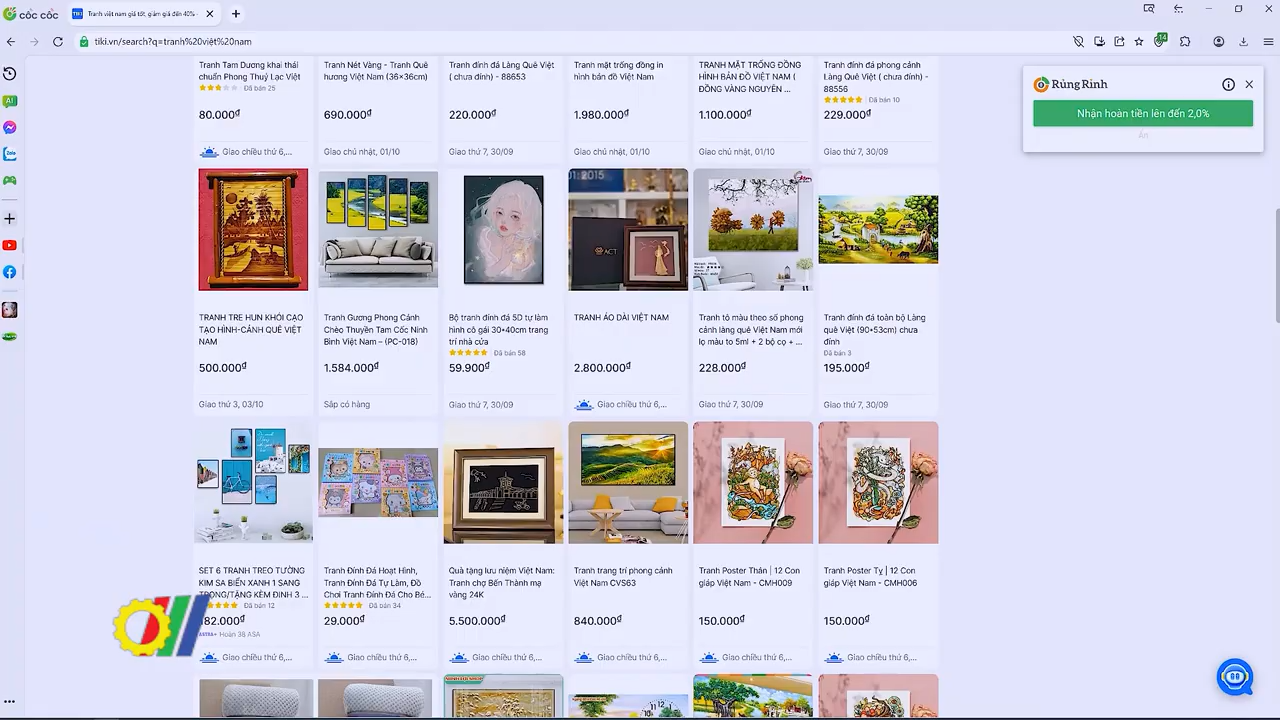 cốc cốc
TIKI
Tranh việt nam giá tốt, giảm giá đến 40%
tiki.vn/search?q=tranh%20việt%20nam
Rủng Rỉnh
Nhận hoàn tiền lên đến 2,0%
Ẩn
Tranh Tam Dương khai thái
chuẩn Phong Thuỷ Lạc Việt
Đã bán 25
80.000₫
Giao chiều thứ 6,...
Tranh Nét Vàng - Tranh Quê
hương Việt Nam (36x36cm)
690.000₫
Giao chủ nhật, 01/10
Tranh đính đá Làng Quê Việt
( chưa đính) - 88653
220.000₫
Giao thứ 7, 30/09
Tranh mặt trống đồng in
hình bản đồ Việt Nam
1.980.000₫
Giao chủ nhật, 01/10
TRANH MẶT TRỐNG ĐỒNG
HÌNH BẢN ĐỒ VIỆT NAM (
ĐỒNG VÀNG NGUYÊN ...
1.100.000₫
Giao chủ nhật, 01/10
Tranh đính đá phong cảnh
Làng Quê Việt ( chưa đính) -
88556
Đã bán 10
229.000₫
Giao thứ 7, 30/09
TRANH TRE HUN KHÓI CẠO
TẠO HÌNH-CẢNH QUÊ VIỆT
NAM
500.000₫
Giao thứ 3, 03/10
Tranh Gương Phong Cảnh
Chèo Thuyền Tam Cốc Ninh
Bình Việt Nam – (PC-018)
1.584.000₫
Sắp có hàng
Bộ tranh đính đá 5D tự làm
hình cô gái 30*40cm trang
trí nhà cửa
Đã bán 58
59.900₫
Giao thứ 7, 30/09
01:2015
ACT
TRANH ÁO DÀI VIỆT NAM
2.800.000₫
Giao chiều thứ 6,...
Tranh tô màu theo số phong
cảnh làng quê Việt Nam mới
lọ màu to 5ml + 2 bộ cọ + ...
228.000₫
Giao thứ 7, 30/09
Tranh đính đá toàn bộ Làng
quê Việt (90*53cm) chưa
đính
Đã bán 3
195.000₫
Giao thứ 7, 30/09
SET 6 TRANH TREO TƯỜNG
KIM SA BIỂN XANH 1 SANG
TRỌNG/TẶNG KÈM ĐINH 3 ...
Đã bán 12
182.000₫
ASTRA+ Hoàn 38 ASA
Giao chiều thứ 6,...
Tranh Đính Đá Hoạt Hình,
Tranh Đính Đá Tự Làm, Đồ
Chơi Tranh Đính Đá Cho Bé...
Đã bán 34
29.000₫
Giao chiều thứ 6,...
Quà tặng lưu niệm Việt Nam:
Tranh chợ Bến Thành mạ
vàng 24K
5.500.000₫
Giao chiều thứ 6,...
Tranh trang trí phong cảnh
Việt Nam CVS63
840.000₫
Giao chiều thứ 6,...
Tranh Poster Thân | 12 Con
giáp Việt Nam - CMH009
150.000₫
Giao chiều thứ 6,...
Tranh Poster Tỵ | 12 Con
giáp Việt Nam - CMH006
150.000₫
Giao chiều thứ 6,...